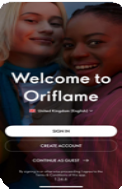 Welcome to
Oriflame
United Kingdom (English)
SIGN IN
CREATE ACCOUNT
CONTINUE AS GUEST →